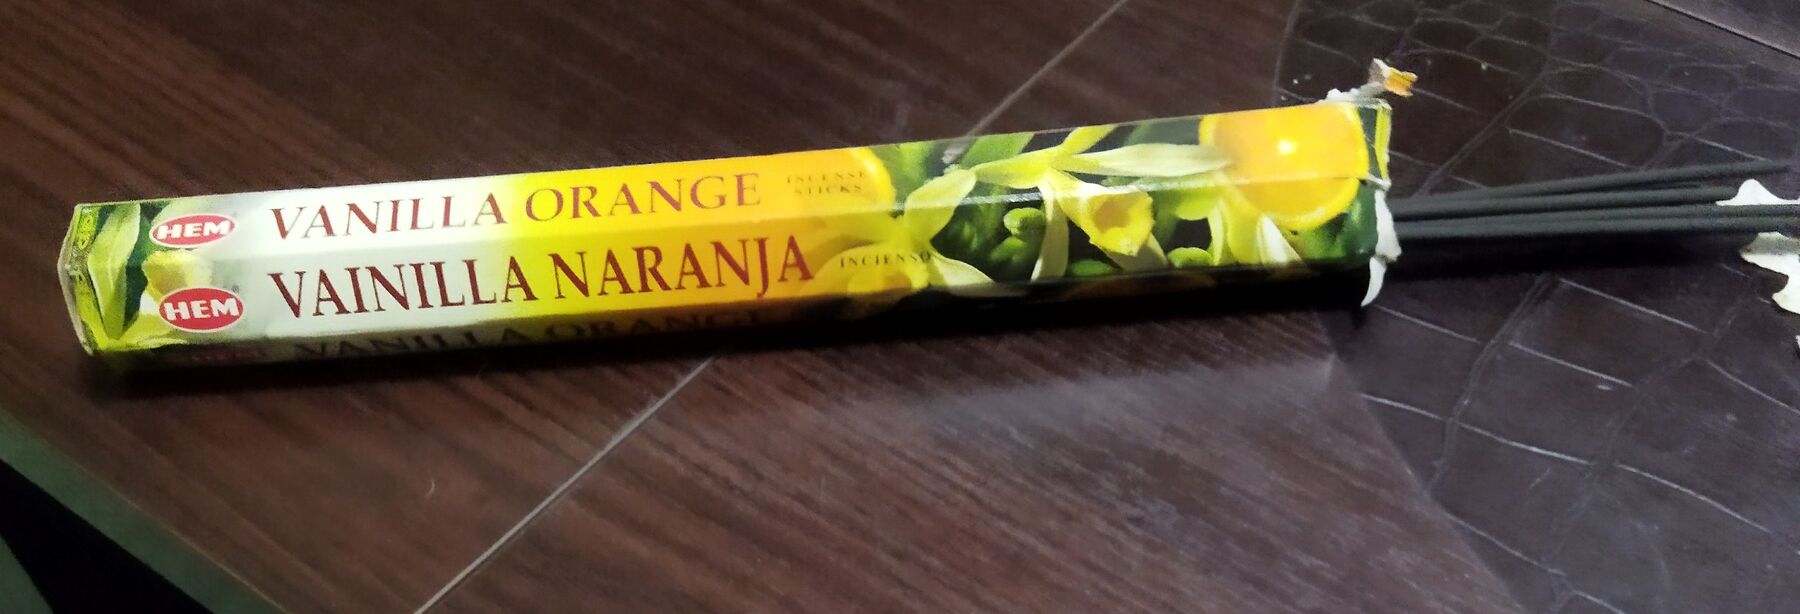 HEM
VANILLA ORANGE
INCENSE
STICKS
HEM
VAINILLA NARANJA
INCIENSO
VANILLA ORANGE